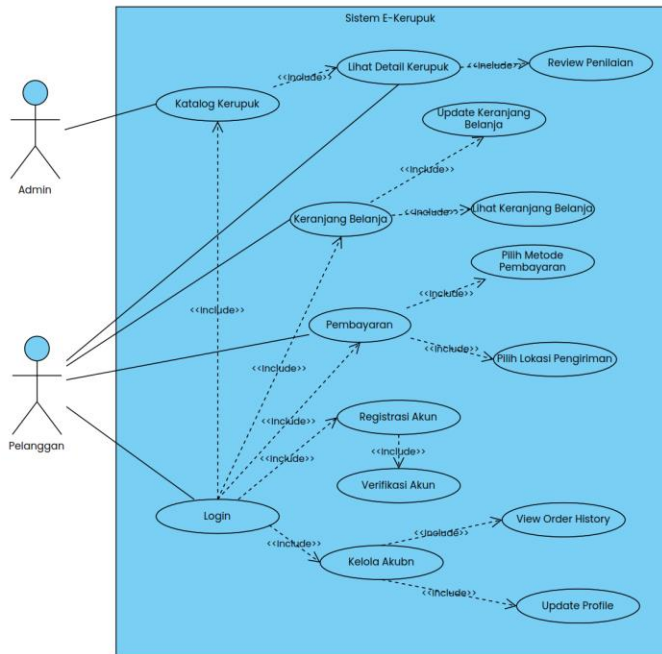 Sistem E-Kerupuk
Lihat Detail Kerupuk
<<Include>>
Review Penilaian
<<Include>>
Katalog Kerupuk
Admin
Update Keranjang
Belanja
<<Include>>
Keranjang Belanja
<<Include>>
Lihat Keranjang Belanja
Pilih Metode
Pembayaran
<<Include>>
<<Include>>
Pembayaran
<<Include>>
Pilih Lokasi Pengiriman
<<Include>>
<<Include>>
Pelanggan
Registrasi Akun
<<Include>>
<<Include>>
Verifikasi Akun
Login
<<Include>>
View Order History
<<Include>>
Kelola Akubn
<<Include>>
Update Profile